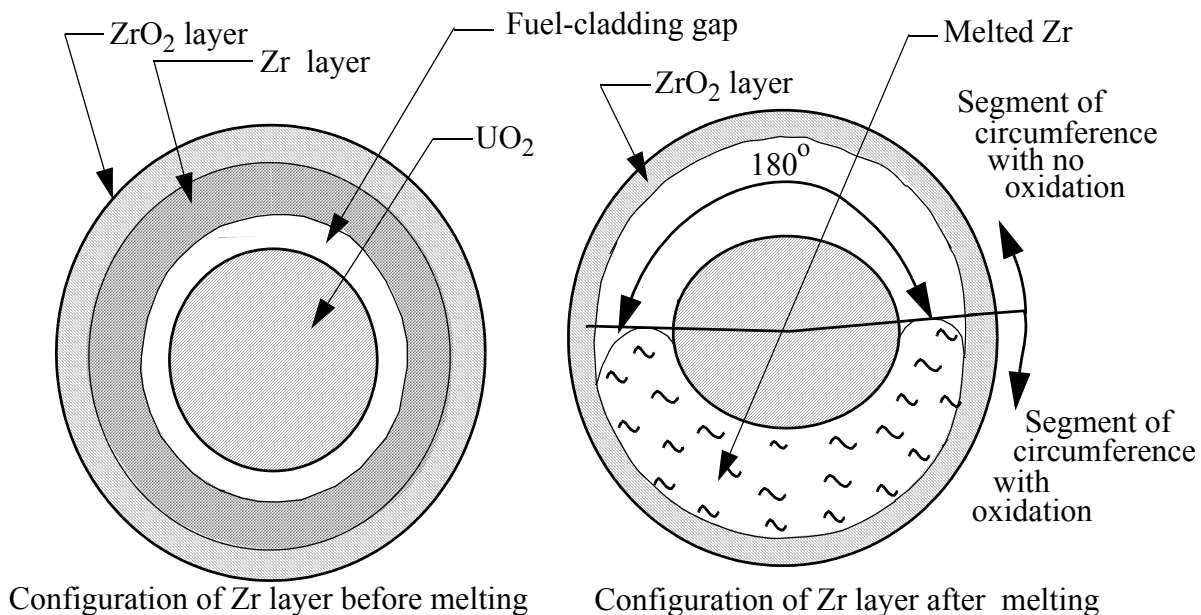 ZrO₂ layer
Zr layer
Fuel-cladding gap
UO₂
Configuration of Zr layer before melting
ZrO₂ layer
Melted Zr
180°
Segment of
circumference
with no
oxidation
Segment of
circumference
with
oxidation
Configuration of Zr layer after melting